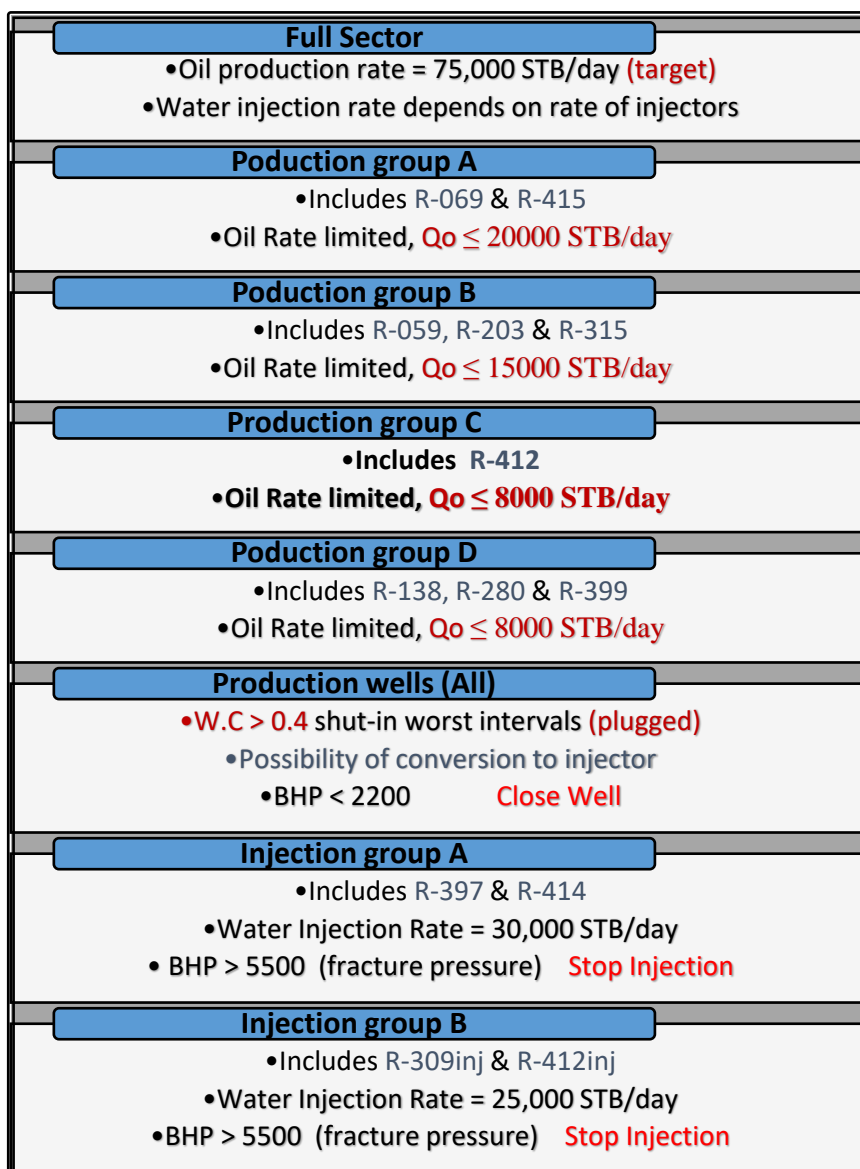 Full Sector
•Oil production rate = 75,000 STB/day (target)
•Water injection rate depends on rate of injectors
Poduction group A
•Includes R-069 & R-415
•Oil Rate limited, Qo ≤ 20000 STB/day
Poduction group B
•Includes R-059, R-203 & R-315
•Oil Rate limited, Qo ≤ 15000 STB/day
Production group C
•Includes R-412
•Oil Rate limited, Qo ≤ 8000 STB/day
Poduction group D
•Includes R-138, R-280 & R-399
•Oil Rate limited, Qo ≤ 8000 STB/day
Production wells (All)
•W.C > 0.4 shut-in worst intervals (plugged)
•Possibility of conversion to injector
•BHP < 2200 Close Well
Injection group A
•Includes R-397 & R-414
•Water Injection Rate = 30,000 STB/day
• BHP > 5500 (fracture pressure) Stop Injection
Injection group B
•Includes R-309inj & R-412inj
•Water Injection Rate = 25,000 STB/day
•BHP > 5500 (fracture pressure) Stop Injection